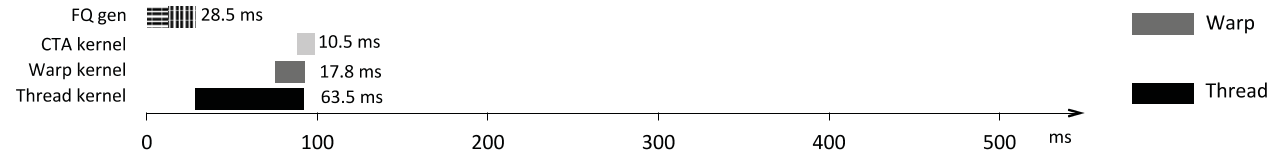 FQ gen 28.5 ms
CTA kernel 10.5 ms
Warp kernel 17.8 ms
Thread kernel 63.5 ms
0 100 200 300 400 500 ms
Warp
Thread